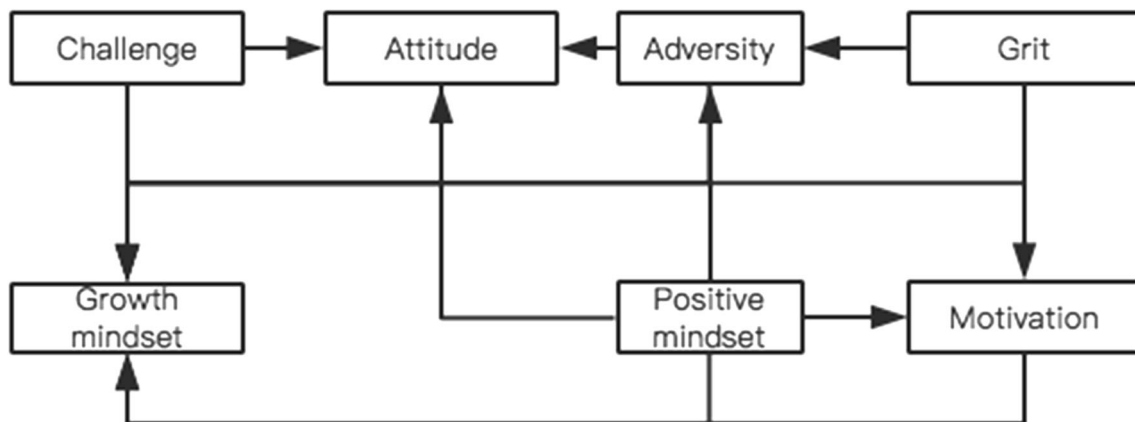 Challenge
Attitude
Adversity
Grit
Growth
mindset
Positive
mindset
Motivation